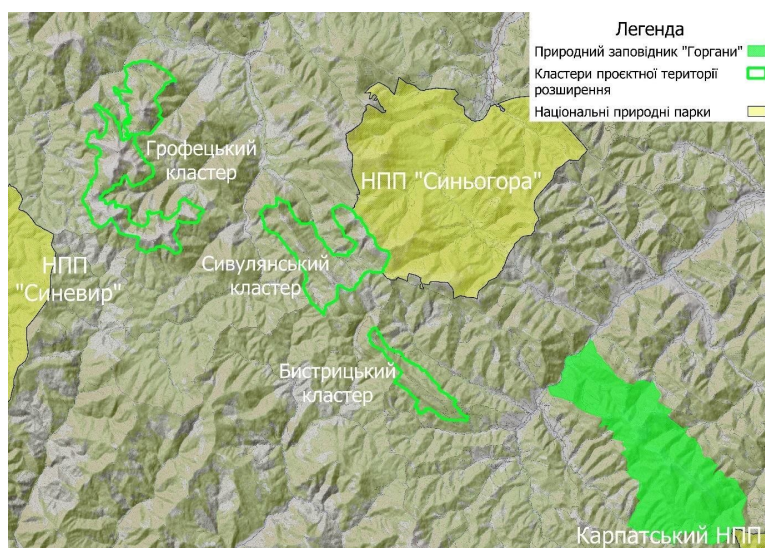 Легенда
Природний заповідник "Горгани"
Кластери проєктної території
розширення
Національні природні парки
Грофецький
кластер
НПП "Синьогора"
Сивулянський
кластер
НПП
"Синевир"
Бистрицький
кластер
Карпатський НПП